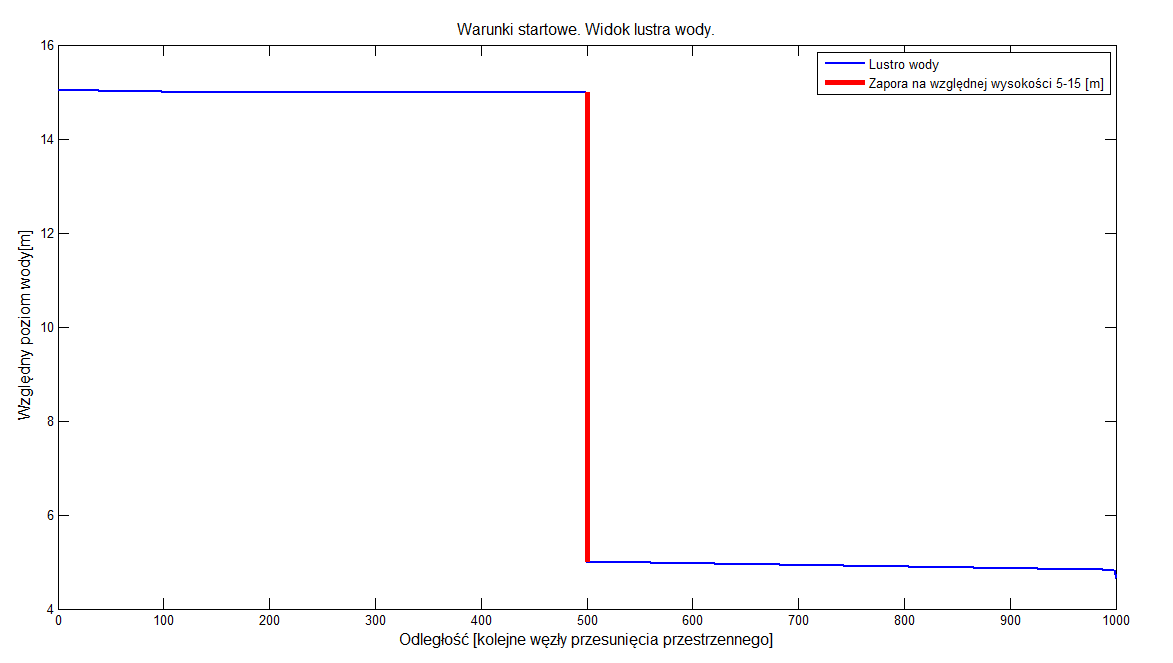 Warunki startowe. Widok lustra wody.
Lustro wody
Zapora na względnej wysokości 5-15 [m]
Względny poziom wody[m]
16
14
12
10
8
6
4
0 100 200 300 400 500 600 700 800 900 1000
Odległość [kolejne węzły przesunięcia przestrzennego]